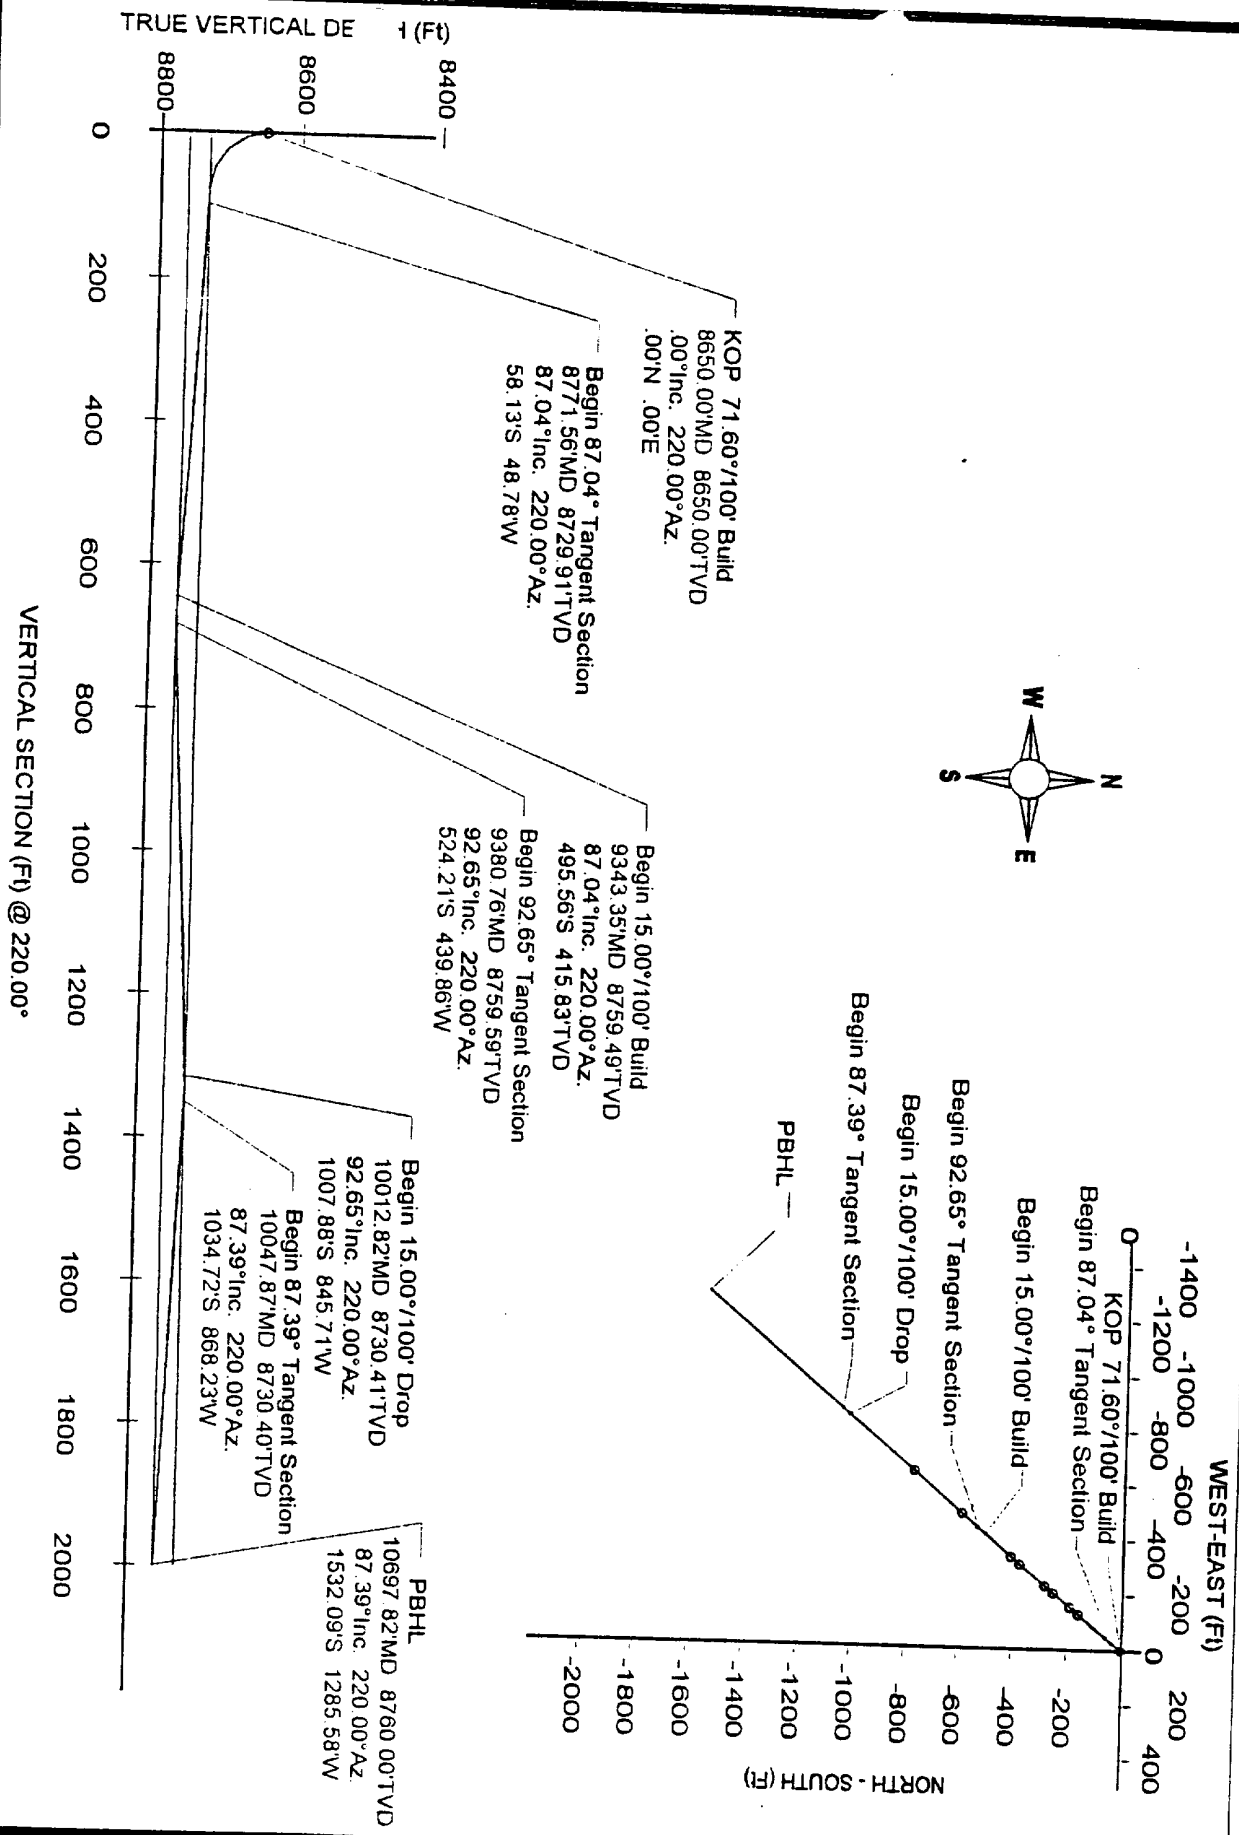 WEST-EAST (Ft)
-1400 -1200 -1000 -800 -600 -400 -200 0 200 400
KOP 71.60°/100' Build
Begin 87.04° Tangent Section
Begin 15.00°/100' Build
Begin 92.65° Tangent Section
Begin 15.00°/100' Drop
Begin 87.39° Tangent Section
PBHL
-200
-400
-600
-800
-1000
-1200
-1400
-1600
-1800
-2000
NORTH - SOUTH (Ft)
N
W
E
S
KOP 71.60°/100' Build
8650.00'MD 8650.00'TVD
.00°Inc. 220.00°Az.
.00'N .00'E
Begin 87.04° Tangent Section
8771.56'MD 8729.91'TVD
87.04°Inc. 220.00°Az.
58.13'S 48.78'W
Begin 15.00°/100' Build
9343.35'MD 8759.49'TVD
87.04°Inc. 220.00°Az.
495.56'S 415.83'TVD
Begin 92.65° Tangent Section
9380.76'MD 8759.59'TVD
92.65°Inc. 220.00°Az.
524.21'S 439.86'W
Begin 15.00°/100' Drop
10012.82'MD 8730.41'TVD
92.65°Inc. 220.00°Az.
1007.88'S 845.71'W
Begin 87.39° Tangent Section
10047.87'MD 8730.40'TVD
87.39°Inc. 220.00°Az.
1034.72'S 868.23'W
PBHL
10697.82'MD 8760.00'TVD
87.39°Inc. 220.00°Az.
1532.09'S 1285.58'W
TRUE VERTICAL DE (Ft)
8400
8600
8800
0 200 400 600 800 1000 1200 1400 1600 1800 2000
VERTICAL SECTION (Ft) @ 220.00°